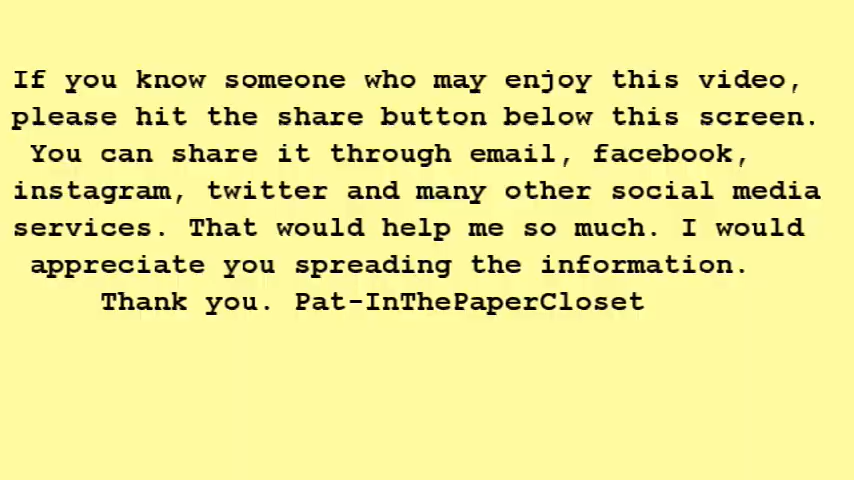 If you know someone who may enjoy this video,
please hit the share button below this screen.
You can share it through email, facebook,
instagram, twitter and many other social media
services. That would help me so much. I would
appreciate you spreading the information.
Thank you. Pat-InThePaperCloset